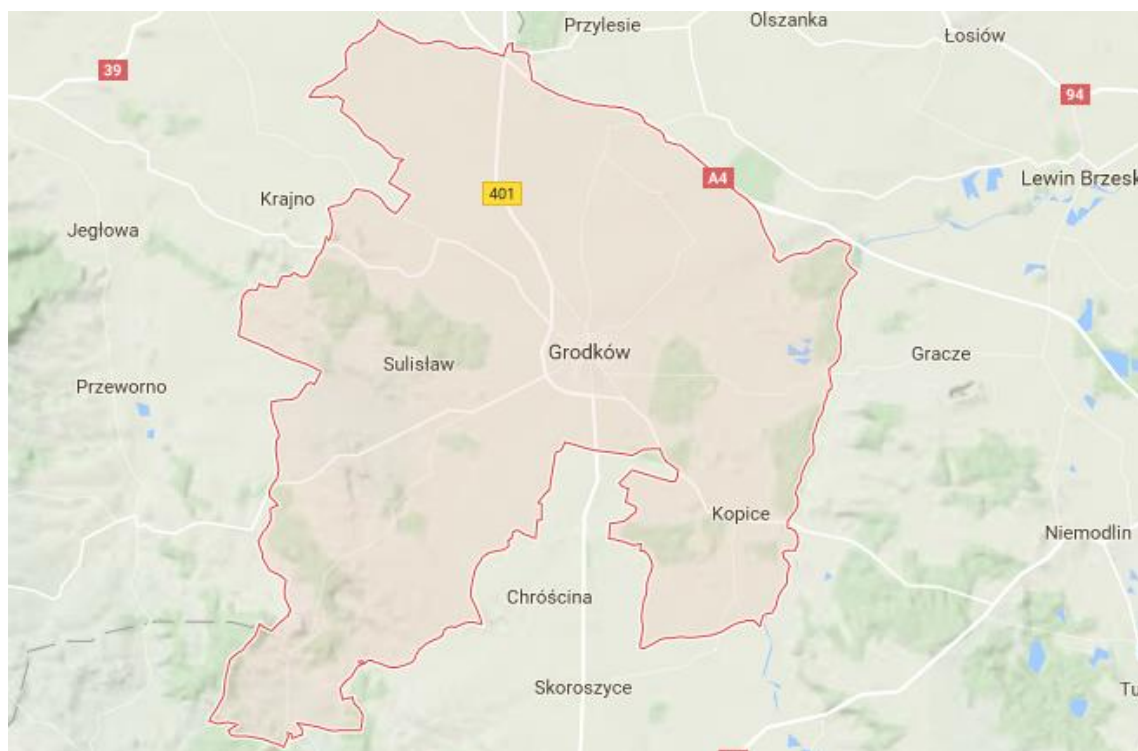 Przylesie
Olszanka
Łosiów
39
94
A4
Lewin Brzesk
401
Krajno
Jegłowa
Grodków
Gracze
Sulisław
Przeworno
Kopice
Niemodlin
Chróścina
Skoroszyce
Tu